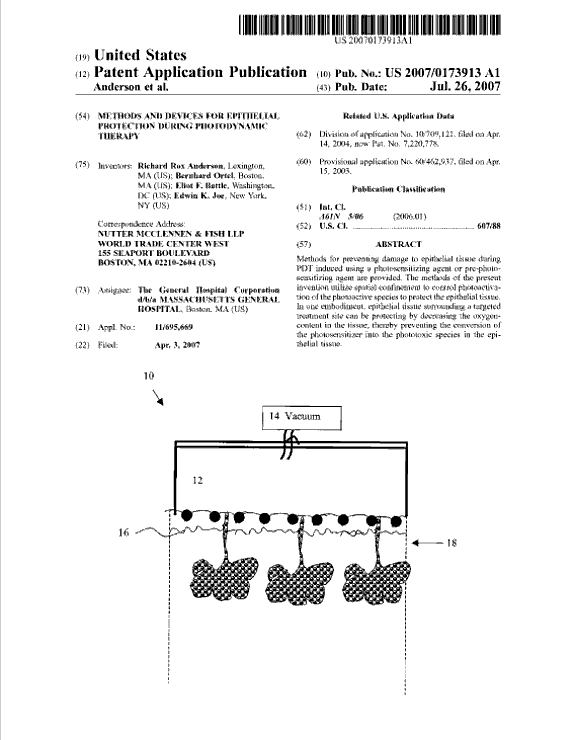 US 20070173913A1
(19) United States
(12) Patent Application Publication
Anderson et al.
(10) Pub. No.: US 2007/0173913 A1
(43) Pub. Date: Jul. 26, 2007
(54) METHODS AND DEVICES FOR EPITHELIAL
PROTECTION DURING PHOTODYNAMIC
THERAPY
(75) Inventors: Richard Rox Anderson, Lexington,
MA (US); Bernhard Ortel, Boston,
MA (US); Eliot F. Battle, Washington,
DC (US); Edwin K. Joe, New York,
NY (US)
Correspondence Address:
NUTTER MCCLENNEN & FISH LLP
WORLD TRADE CENTER WEST
155 SEAPORT BOULEVARD
BOSTON, MA 02210-2604 (US)
(73) Assignee: The General Hospital Corporation
d/b/a MASSACHUSETTS GENERAL
HOSPITAL, Boston, MA (US)
(21) Appl. No.: 11/695,669
(22) Filed: Apr. 3, 2007
Related U.S. Application Data
(62) Division of application No. 10/709,121, filed on Apr.
14, 2004, now Pat. No. 7,220,778.
(60) Provisional application No. 60/462,937, filed on Apr.
15, 2003.
Publication Classification
(51) Int. Cl.
A61N 5/06 (2006.01)
(52) U.S. Cl. .......... 607/88
(57) ABSTRACT
Methods for preventing damage to epithelial tissue during
PDT induced using a photosensitizing agent or pre-photo-
sensitizing agent are provided. The methods of the present
invention utilize spatial confinement to control photoactiva-
tion of the photoactive species to protect the epithelial tissue.
In one embodiment, epithelial tissue surrounding a targeted
treatment site can be protecting by decreasing the oxygen-
content in the tissue, thereby preventing the conversion of
the photosensitizer into the phototoxic species in the epi-
thelial tissue.
10
14 Vacuum
12
16
18